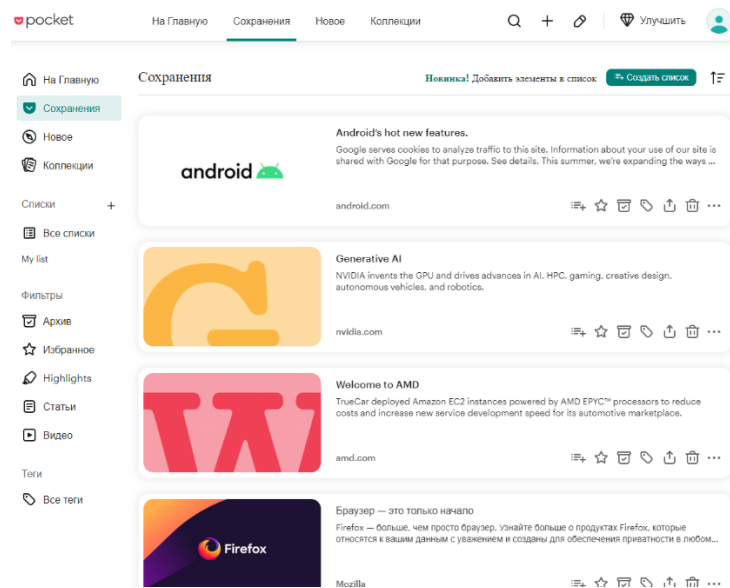 pocket
На Главную Сохранения Новое Коллекции Улучшить
На Главную
Сохранения
Новое
Коллекции
Списки
Все списки
My list
Фильтры
Архив
Избранное
Highlights
Статьи
Видео
Теги
Все теги
Сохранения
Новинка! Добавить элементы в список Создать список
android
Android's hot new features.
Google serves cookies to analyze traffic to this site. Information about your use of our site is
shared with Google for that purpose. See details. This summer, we're expanding the ways ...
android.com
G
Generative AI
NVIDIA invents the GPU and drives advances in AI, HPC, gaming, creative design,
autonomous vehicles, and robotics.
nvidia.com
W
Welcome to AMD
TrueCar deployed Amazon EC2 instances powered by AMD EPYC™ processors to reduce
costs and increase new service development speed for its automotive marketplace.
amd.com
Firefox
Браузер — это только начало
Firefox — больше, чем просто браузер. Узнайте больше о продуктах Firefox, которые
относятся к вашим данным с уважением и созданы для обеспечения приватности в любом...
Mozilla